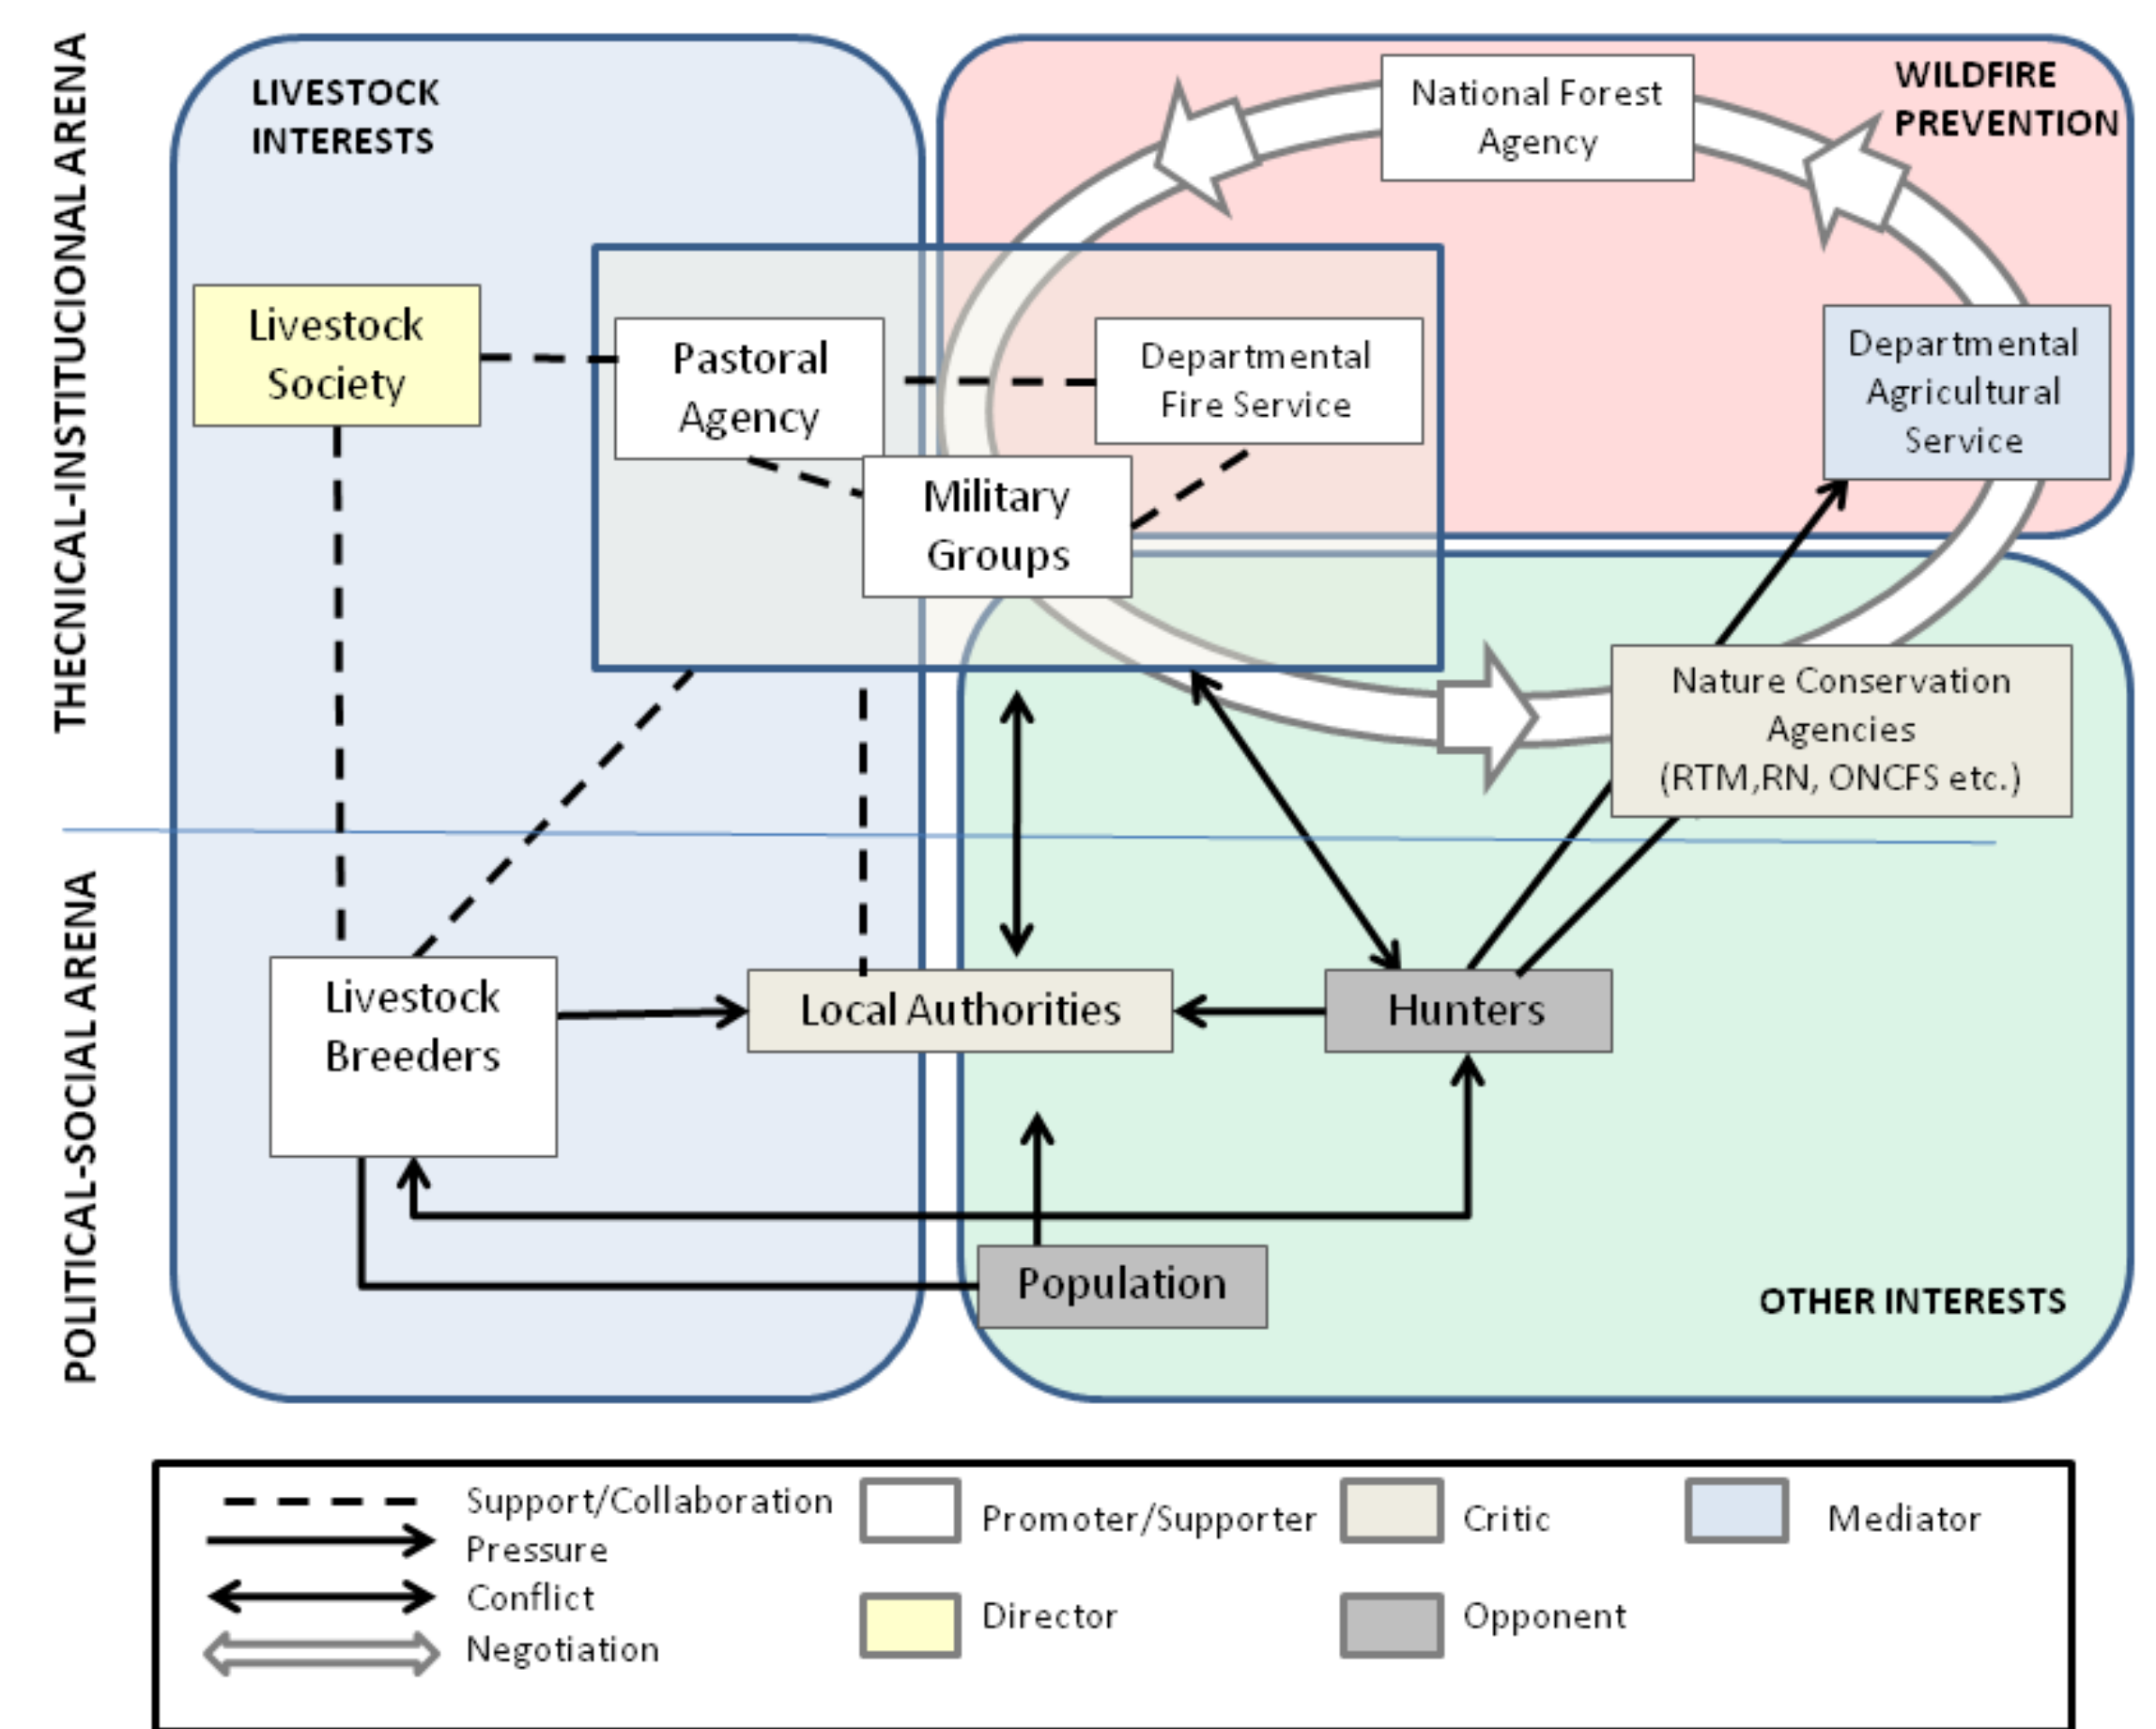 THECNICAL-INSTITUCIONAL ARENA
POLITICAL-SOCIAL ARENA
LIVESTOCK
INTERESTS
WILDFIRE
PREVENTION
National Forest
Agency
Livestock
Society
Pastoral
Agency
Departmental
Fire Service
Departmental
Agricultural
Service
Military
Groups
Nature Conservation
Agencies
(RTM,RN, ONCFS etc.)
Livestock
Breeders
Local Authorities
Hunters
Population
OTHER INTERESTS
Support/Collaboration
Pressure
Conflict
Negotiation
Promoter/Supporter
Director
Critic
Opponent
Mediator